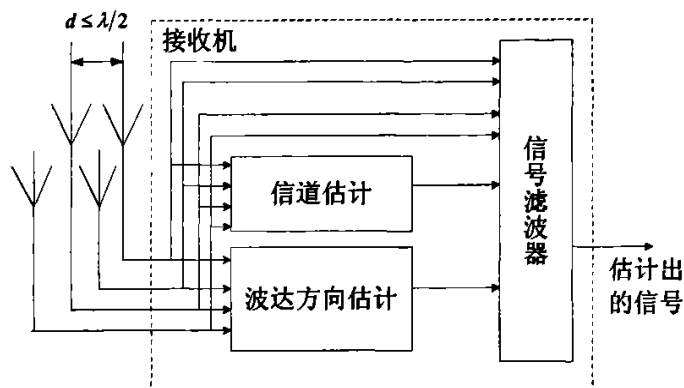 d ≤ λ/2
接收机
信道估计
波达方向估计
信号滤波器
估计出
的信号